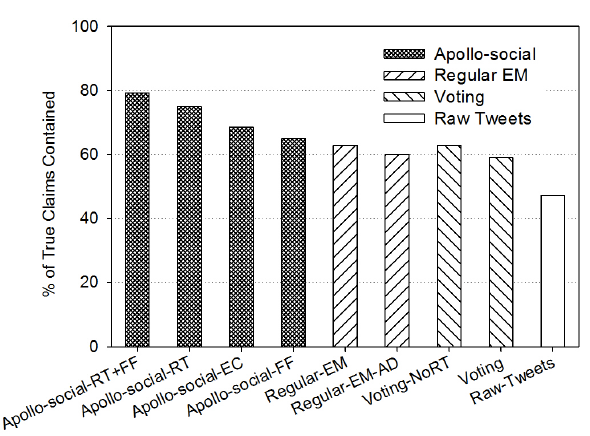 100
80
60
40
20
0
% of True Claims Contained
Apollo-social
Regular EM
Voting
Raw Tweets
Apollo-social-RT+FF
Apollo-social-RT
Apollo-social-EC
Apollo-social-FF
Regular-EM
Regular-EM-AD
Voting-NoRT
Voting
Raw-Tweets